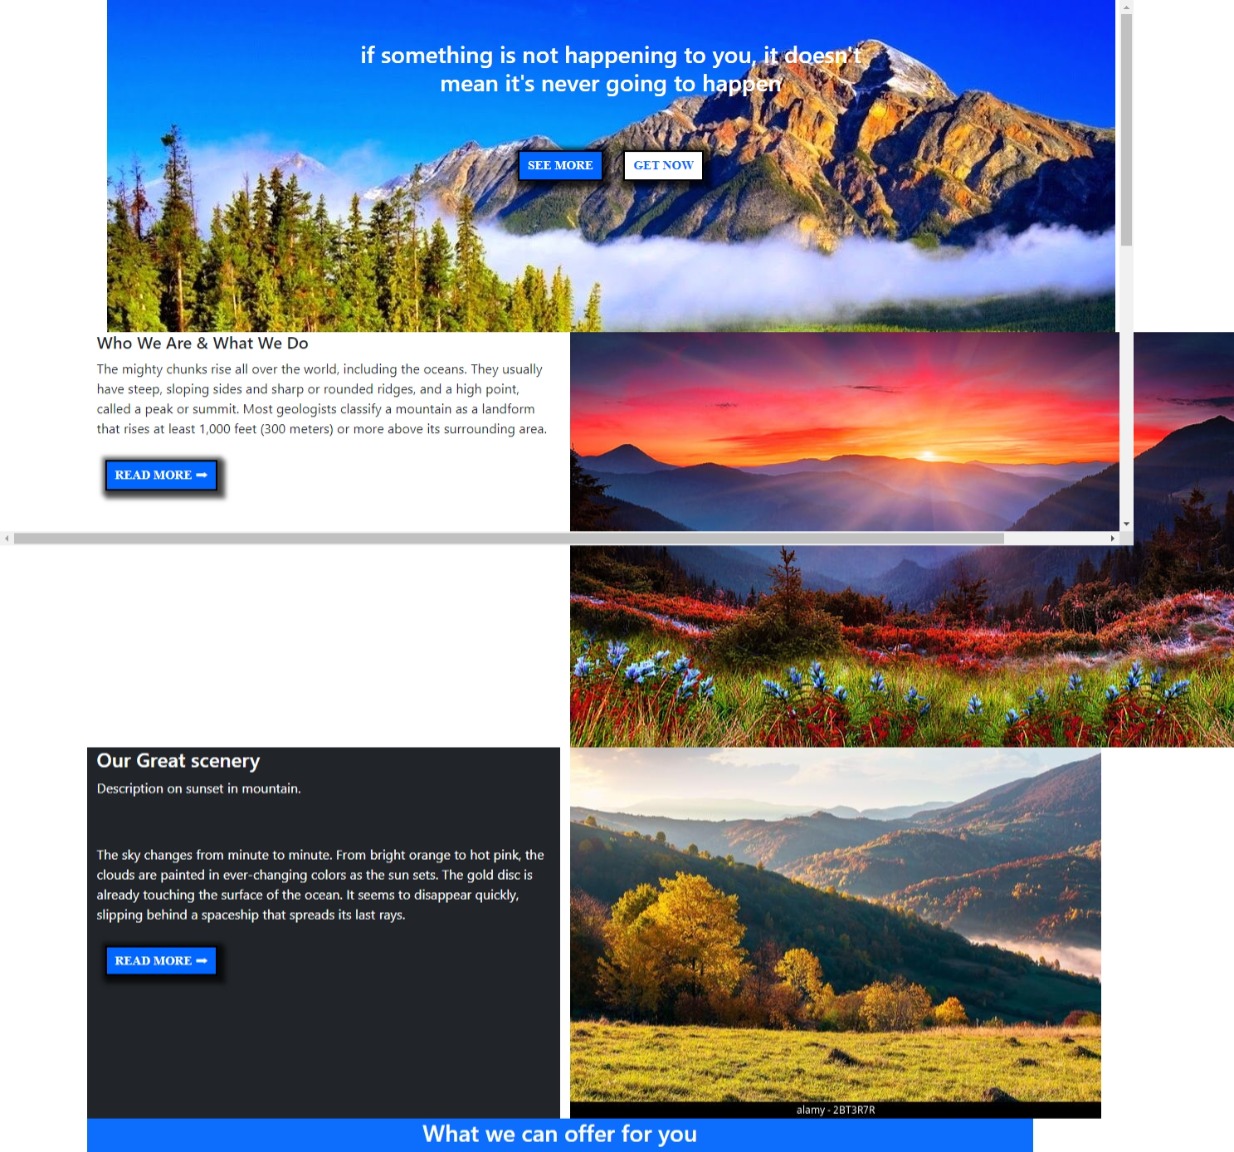 if something is not happening to you, it doesn't
mean it's never going to happen
SEE MORE
GET NOW
Who We Are & What We Do
The mighty chunks rise all over the world, including the oceans. They usually
have steep, sloping sides and sharp or rounded ridges, and a high point,
called a peak or summit. Most geologists classify a mountain as a landform
that rises at least 1,000 feet (300 meters) or more above its surrounding area.
READ MORE ➡
Our Great scenery
Description on sunset in mountain.
The sky changes from minute to minute. From bright orange to hot pink, the
clouds are painted in ever-changing colors as the sun sets. The gold disc is
already touching the surface of the ocean. It seems to disappear quickly,
slipping behind a spaceship that spreads its last rays.
READ MORE ➡
alamy - 2BT3R7R
What we can offer for you